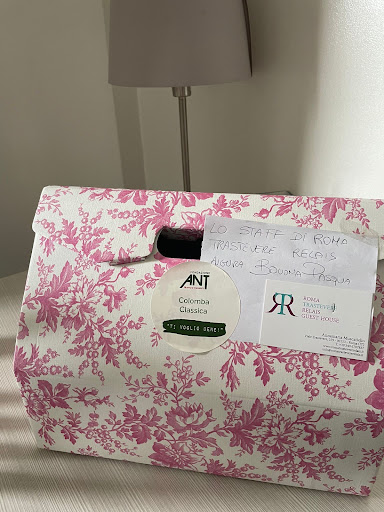 LO STAFF DI ROMA
TRASTEVERE RELAIS
AUGURA BUONA PASQUA
FONDAZIONE
ANT
Colomba
Classica
"TI VOGLIO BENE!"
RR
ROMA
TRASTEVERE
RELAIS
GUEST HOUSE